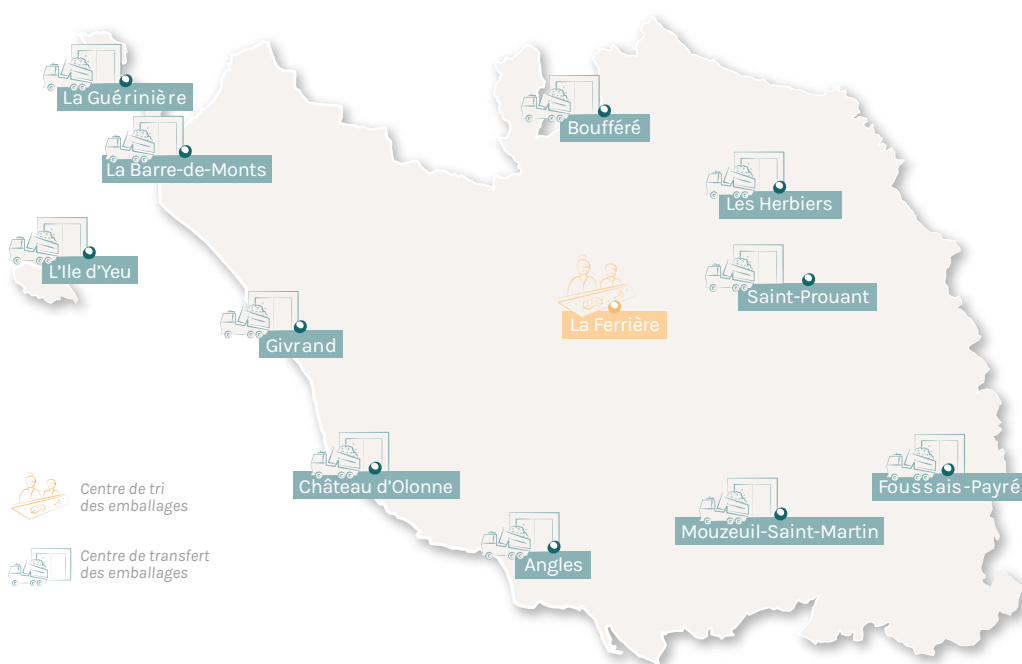 La Guérinière
La Barre-de-Monts
Boufféré
Les Herbiers
L'Ile d'Yeu
Saint-Prouant
La Ferrière
Givrand
Château d'Olonne
Foussais-Payré
Mouzeuil-Saint-Martin
Angles
Centre de tri
des emballages
Centre de transfert
des emballages